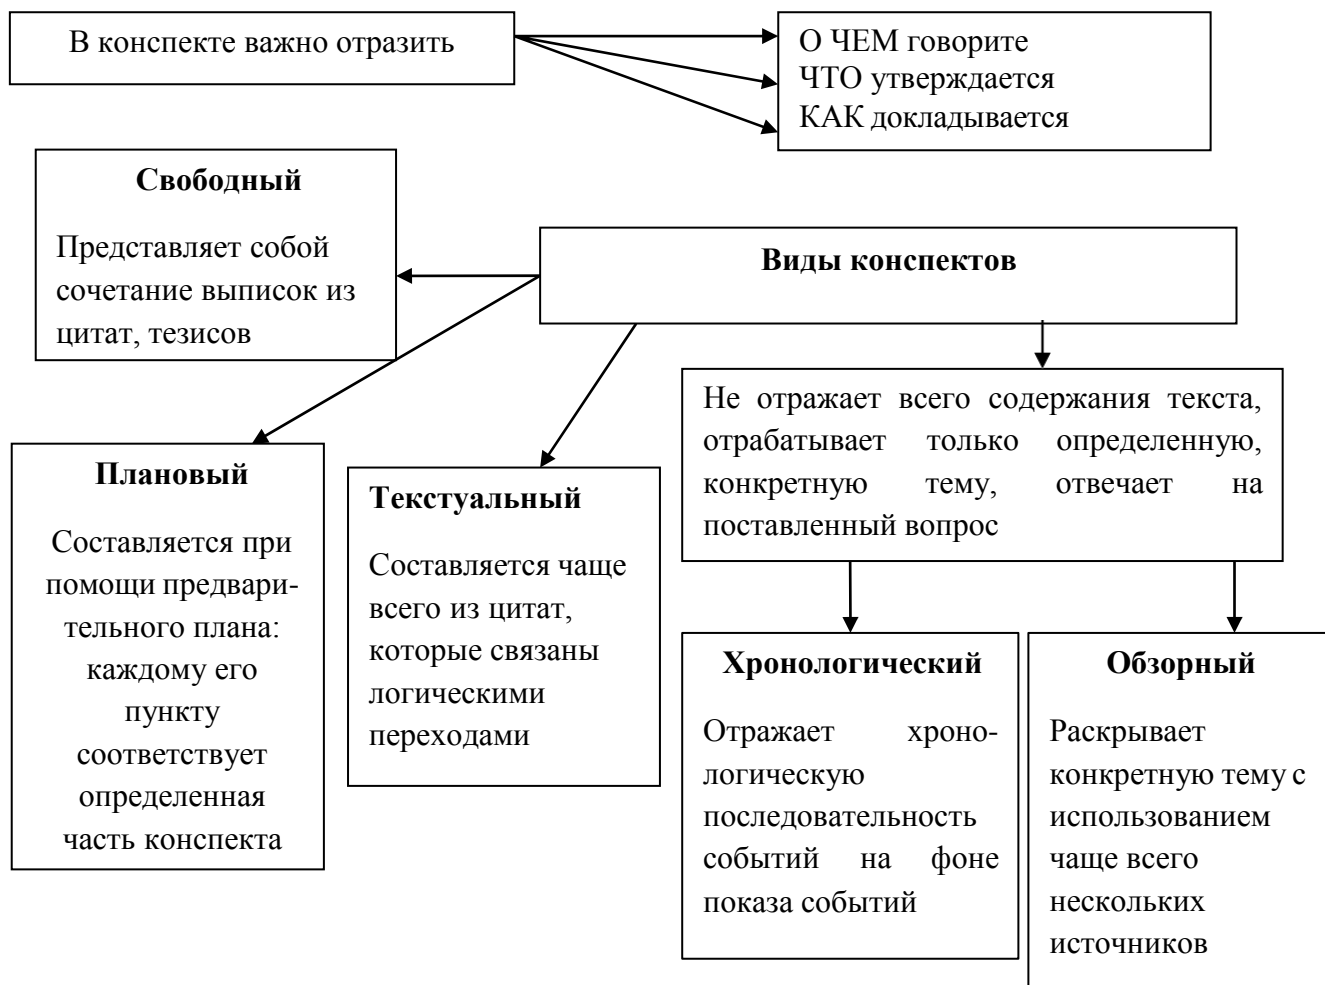 В конспекте важно отразить
О ЧЕМ говорите
ЧТО утверждается
КАК докладывается
Свободный
Представляет собой
сочетание выписок из
цитат, тезисов
Виды конспектов
Не отражает всего содержания текста,
отрабатывает только определенную,
конкретную тему, отвечает на
поставленный вопрос
Плановый
Составляется при
помощи предвари-
тельного плана:
каждому его
пункту
соответствует
определенная
часть конспекта
Текстуальный
Составляется чаще
всего из цитат,
которые связаны
логическими
переходами
Хронологический
Отражает хроно-
логическую
последовательность
событий на фоне
показа событий
Обзорный
Раскрывает
конкретную тему с
использованием
чаще всего
нескольких
источников